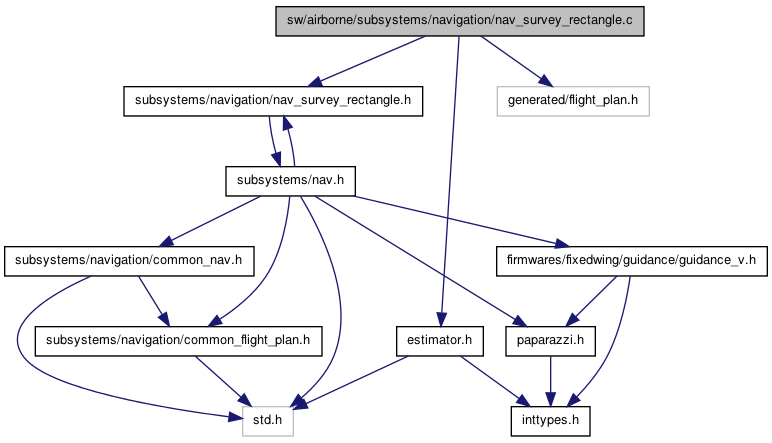 sw/airborne/subsystems/navigation/nav_survey_rectangle.c
subsystems/navigation/nav_survey_rectangle.h
generated/flight_plan.h
subsystems/nav.h
subsystems/navigation/common_nav.h
firmwares/fixedwing/guidance/guidance_v.h
subsystems/navigation/common_flight_plan.h
estimator.h
paparazzi.h
std.h
inttypes.h